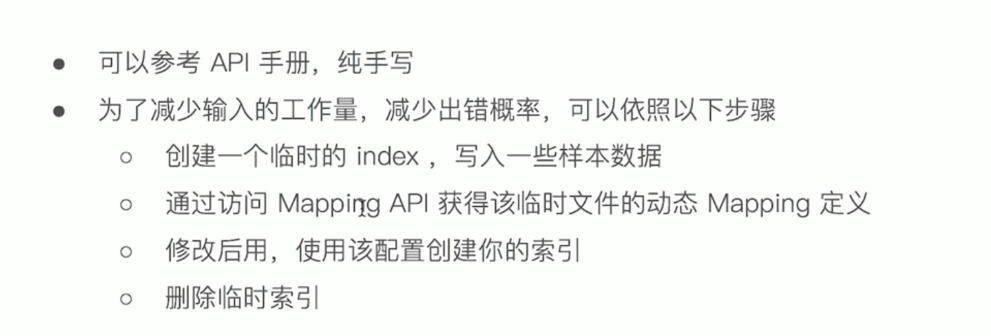 ● 可以参考 API 手册，纯手写
● 为了减少输入的工作量，减少出错概率，可以依照以下步骤
○ 创建一个临时的 index ，写入一些样本数据
○ 通过访问 Mapping API 获得该临时文件的动态 Mapping 定义
○ 修改后用，使用该配置创建你的索引
○ 删除临时索引